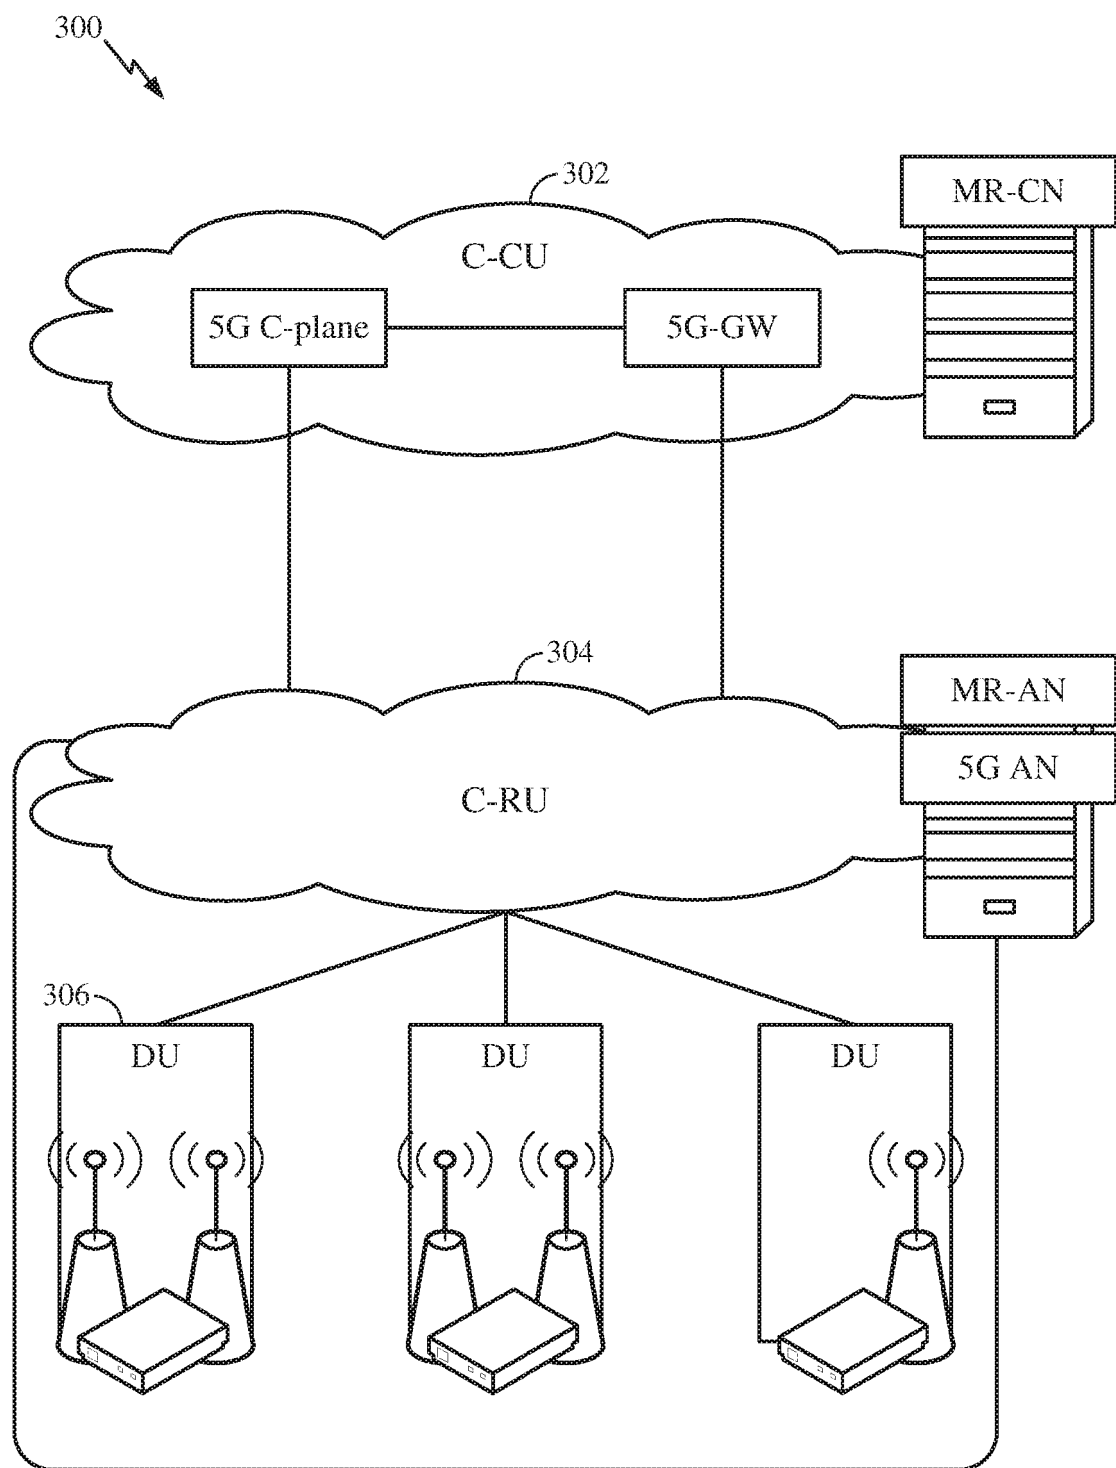 300
302
MR-CN
C-CU
5G C-plane
5G-GW
304
MR-AN
5G AN
C-RU
306
DU
DU
DU